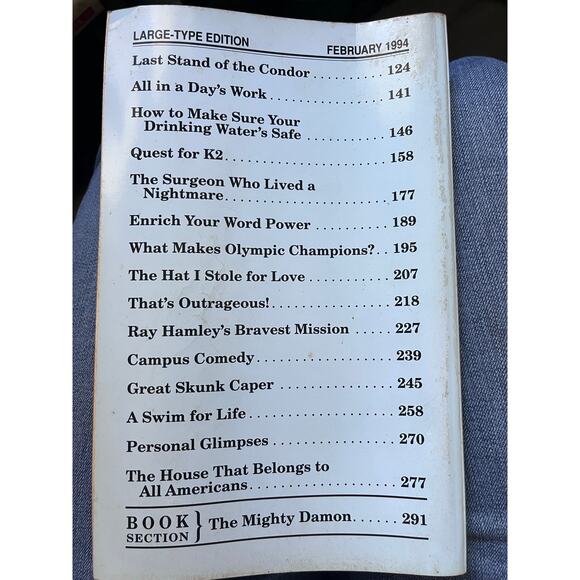 LARGE-TYPE EDITION FEBRUARY 1994
Last Stand of the Condor ........... 124
All in a Day's Work ................. 141
How to Make Sure Your
Drinking Water's Safe ............ 146
Quest for K2 ........................ 158
The Surgeon Who Lived a
Nightmare ........................ 177
Enrich Your Word Power ............ 189
What Makes Olympic Champions? .. 195
The Hat I Stole for Love ............ 207
That's Outrageous! .................. 218
Ray Hamley's Bravest Mission ...... 227
Campus Comedy .................... 239
Great Skunk Caper ................. 245
A Swim for Life ..................... 258
Personal Glimpses .................. 270
The House That Belongs to
All Americans ..................... 277
BOOK SECTION } The Mighty Damon ...... 291